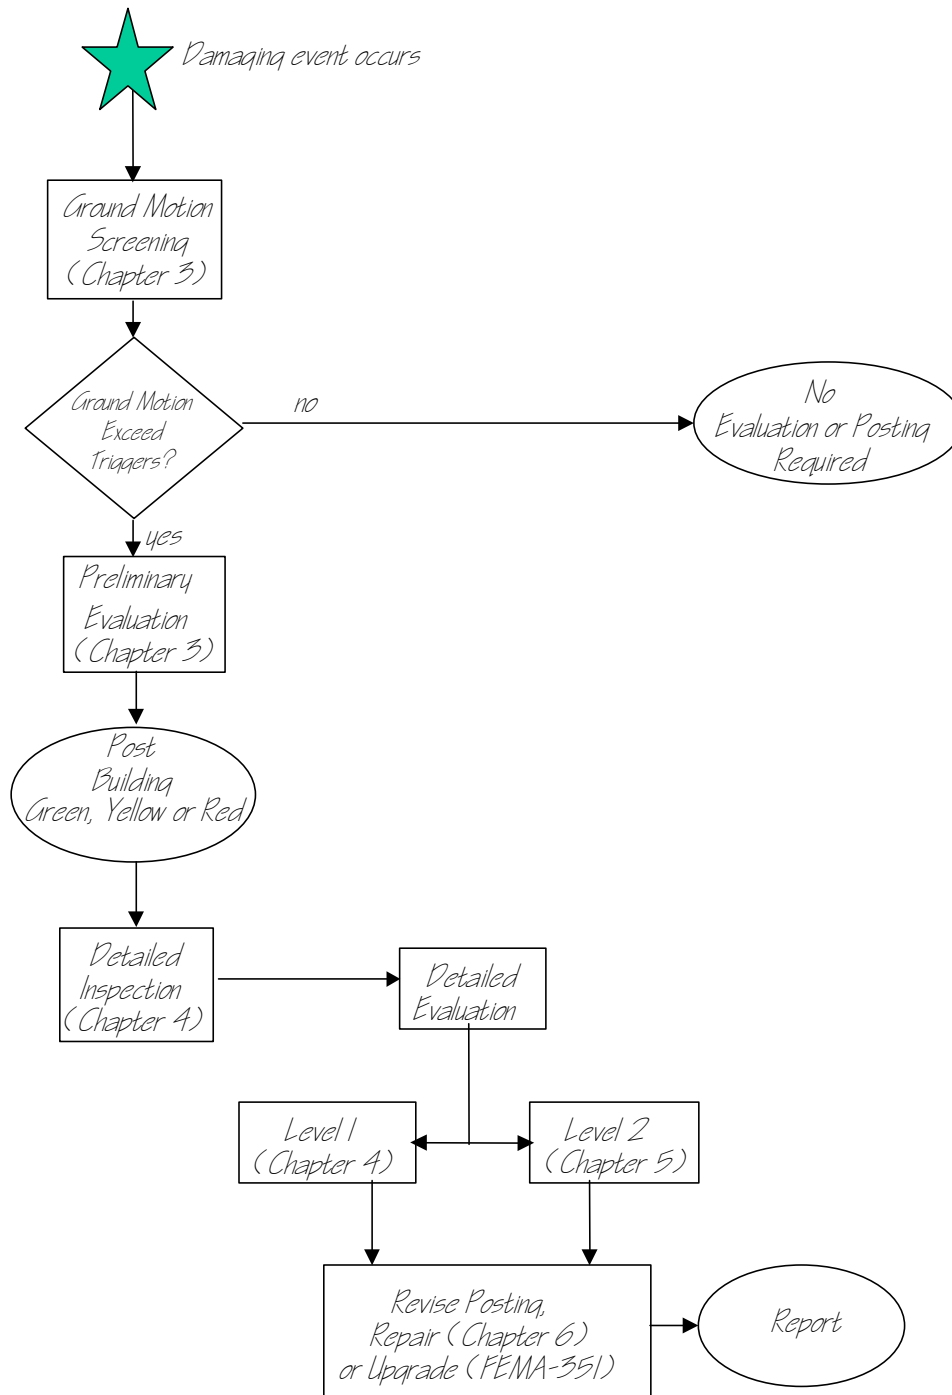 Damaging event occurs
Ground Motion
Screening
(Chapter 3)
Ground Motion
Exceed
Triggers?
no
No
Evaluation or Posting
Required
yes
Preliminary
Evaluation
(Chapter 3)
Post
Building
Green, Yellow or Red
Detailed
Inspection
(Chapter 4)
Detailed
Evaluation
Level 1
(Chapter 4)
Level 2
(Chapter 5)
Revise Posting,
Repair (Chapter 6)
or Upgrade (FEMA-351)
Report